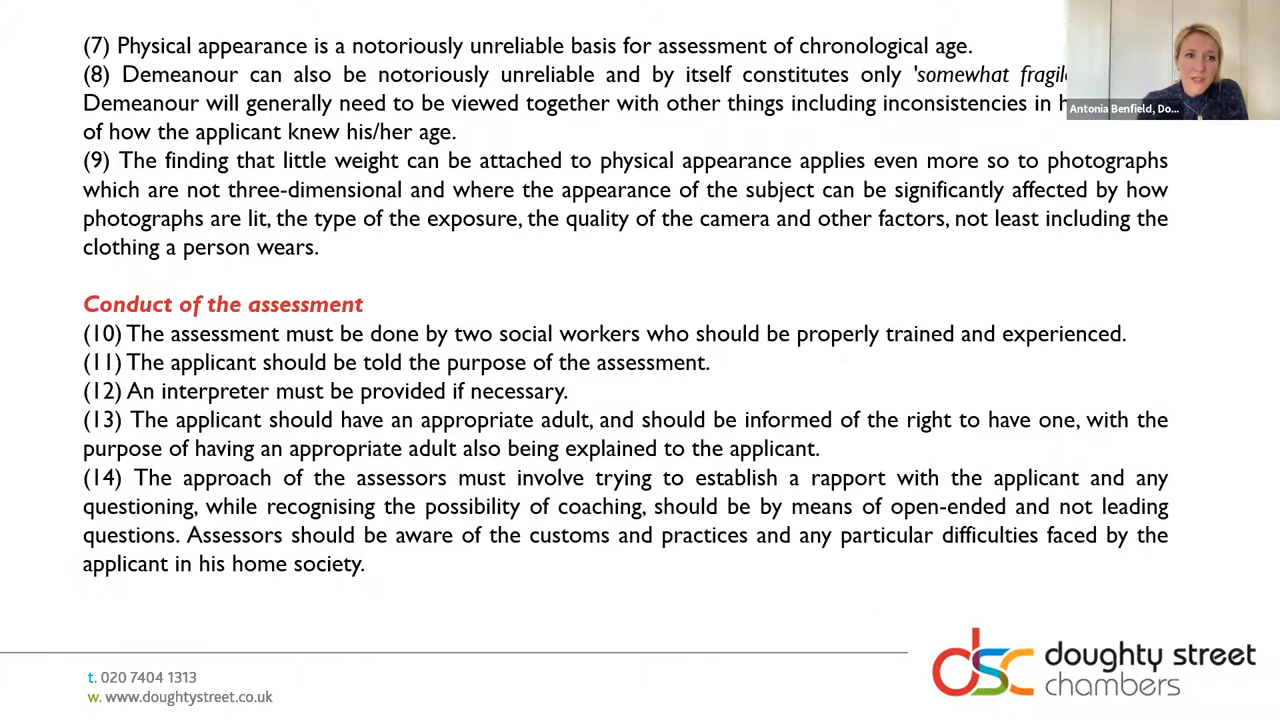 (7) Physical appearance is a notoriously unreliable basis for assessment of chronological age.
(8) Demeanour can also be notoriously unreliable and by itself constitutes only 'somewhat fragile
Demeanour will generally need to be viewed together with other things including inconsistencies in
of how the applicant knew his/her age.
(9) The finding that little weight can be attached to physical appearance applies even more so to photographs
which are not three-dimensional and where the appearance of the subject can be significantly affected by how
photographs are lit, the type of the exposure, the quality of the camera and other factors, not least including the
clothing a person wears.
Conduct of the assessment
(10) The assessment must be done by two social workers who should be properly trained and experienced.
(11) The applicant should be told the purpose of the assessment.
(12) An interpreter must be provided if necessary.
(13) The applicant should have an appropriate adult, and should be informed of the right to have one, with the
purpose of having an appropriate adult also being explained to the applicant.
(14) The approach of the assessors must involve trying to establish a rapport with the applicant and any
questioning, while recognising the possibility of coaching, should be by means of open-ended and not leading
questions. Assessors should be aware of the customs and practices and any particular difficulties faced by the
applicant in his home society.
Antonia Benfield, Do...
t. 020 7404 1313
w. www.doughtystreet.co.uk
dsc doughty street
chambers